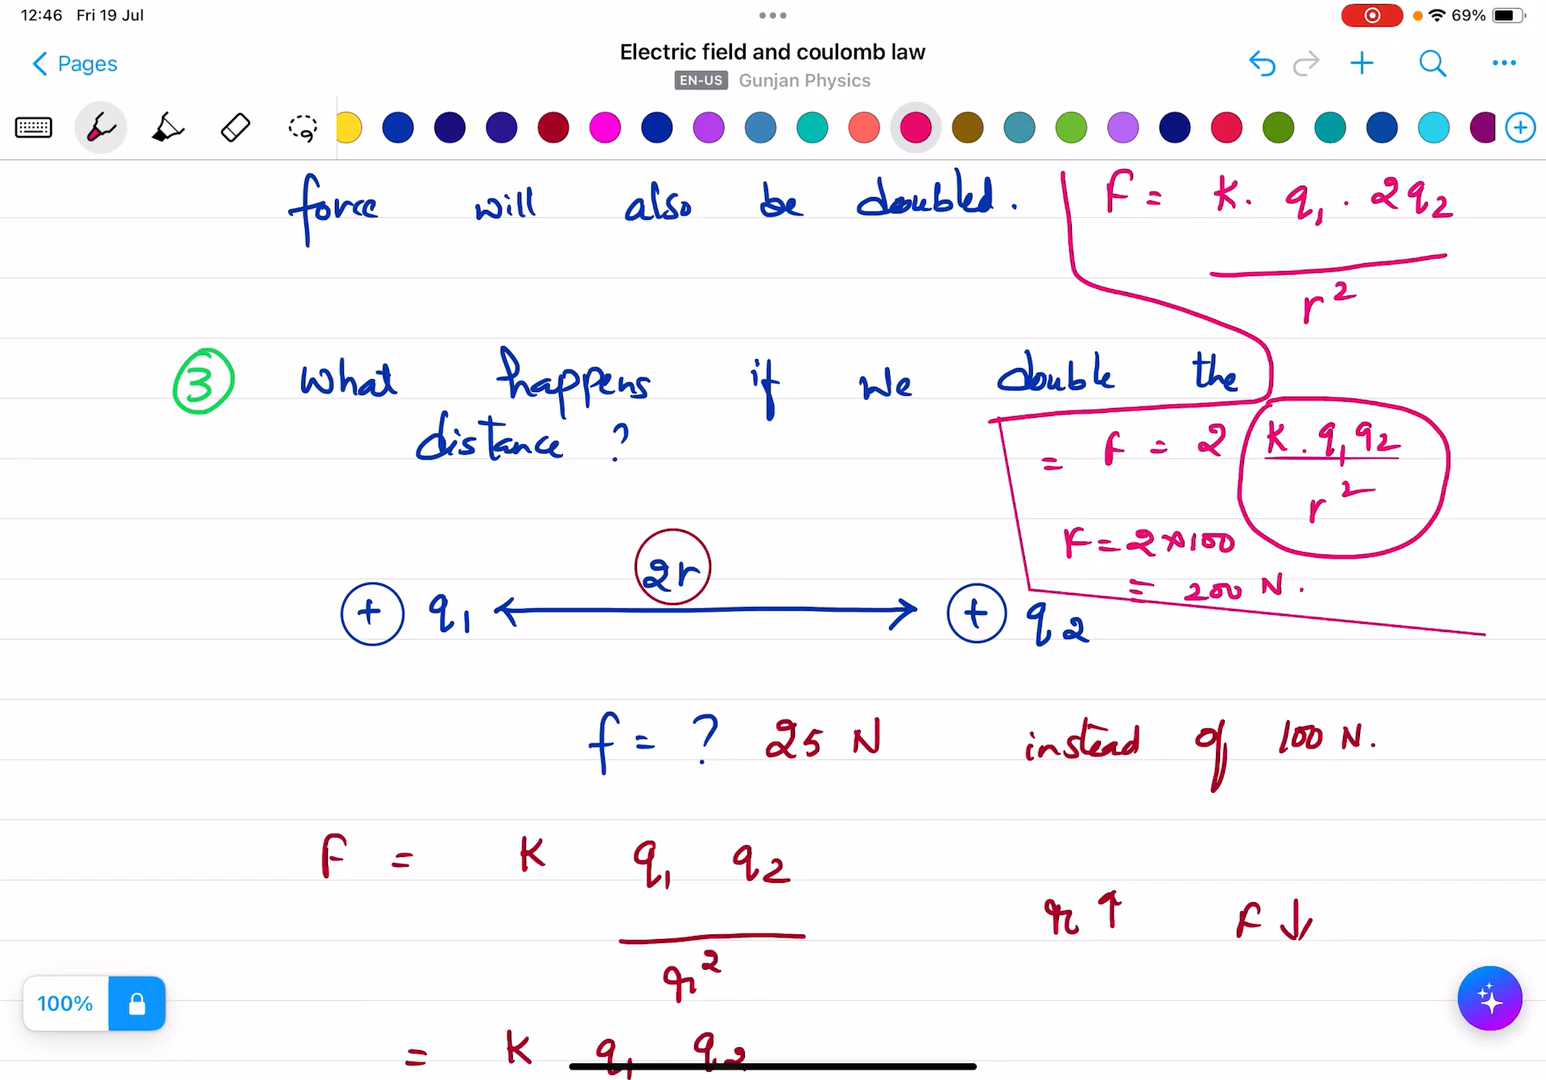 12:46 Fri 19 Jul
69%
Pages
Electric field and coulomb law
EN-US Gunjan Physics
force will also be doubled.
F = K. q1 . 2q2
r2
3 What happens if we double the
distance ?
= F = 2 K. q1 q2
r2
F = 2 × 100
= 200 N.
2r
+ q1 + q2
f = ? 25 N instead of 100 N.
F = K q1 q2
r2
r ↑ F ↓
= K q1 q2
100%